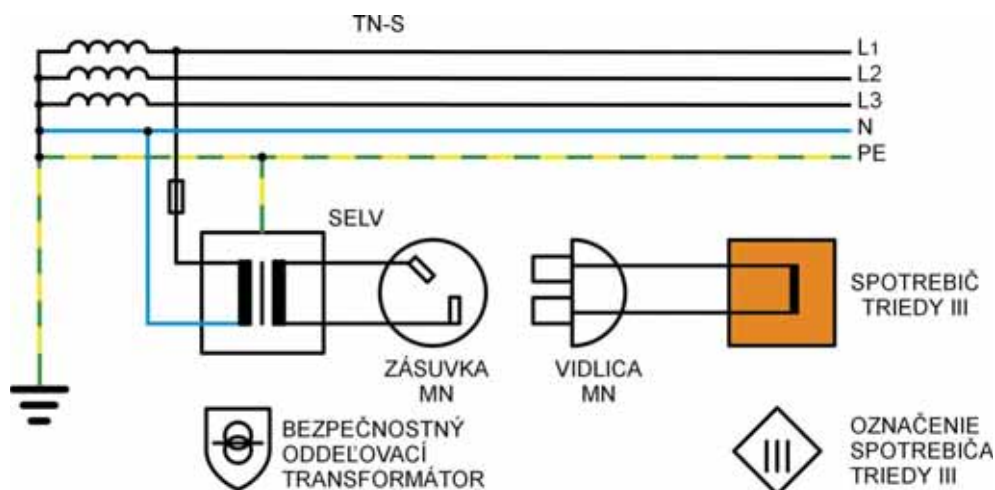 TN-S
L1
L2
L3
N
PE
SELV
ZÁSUVKA
MN
VIDLICA
MN
SPOTREBIČ
TRIEDY III
BEZPEČNOSTNÝ
ODDEĽOVACÍ
TRANSFORMÁTOR
III
OZNAČENIE
SPOTREBIČA
TRIEDY III